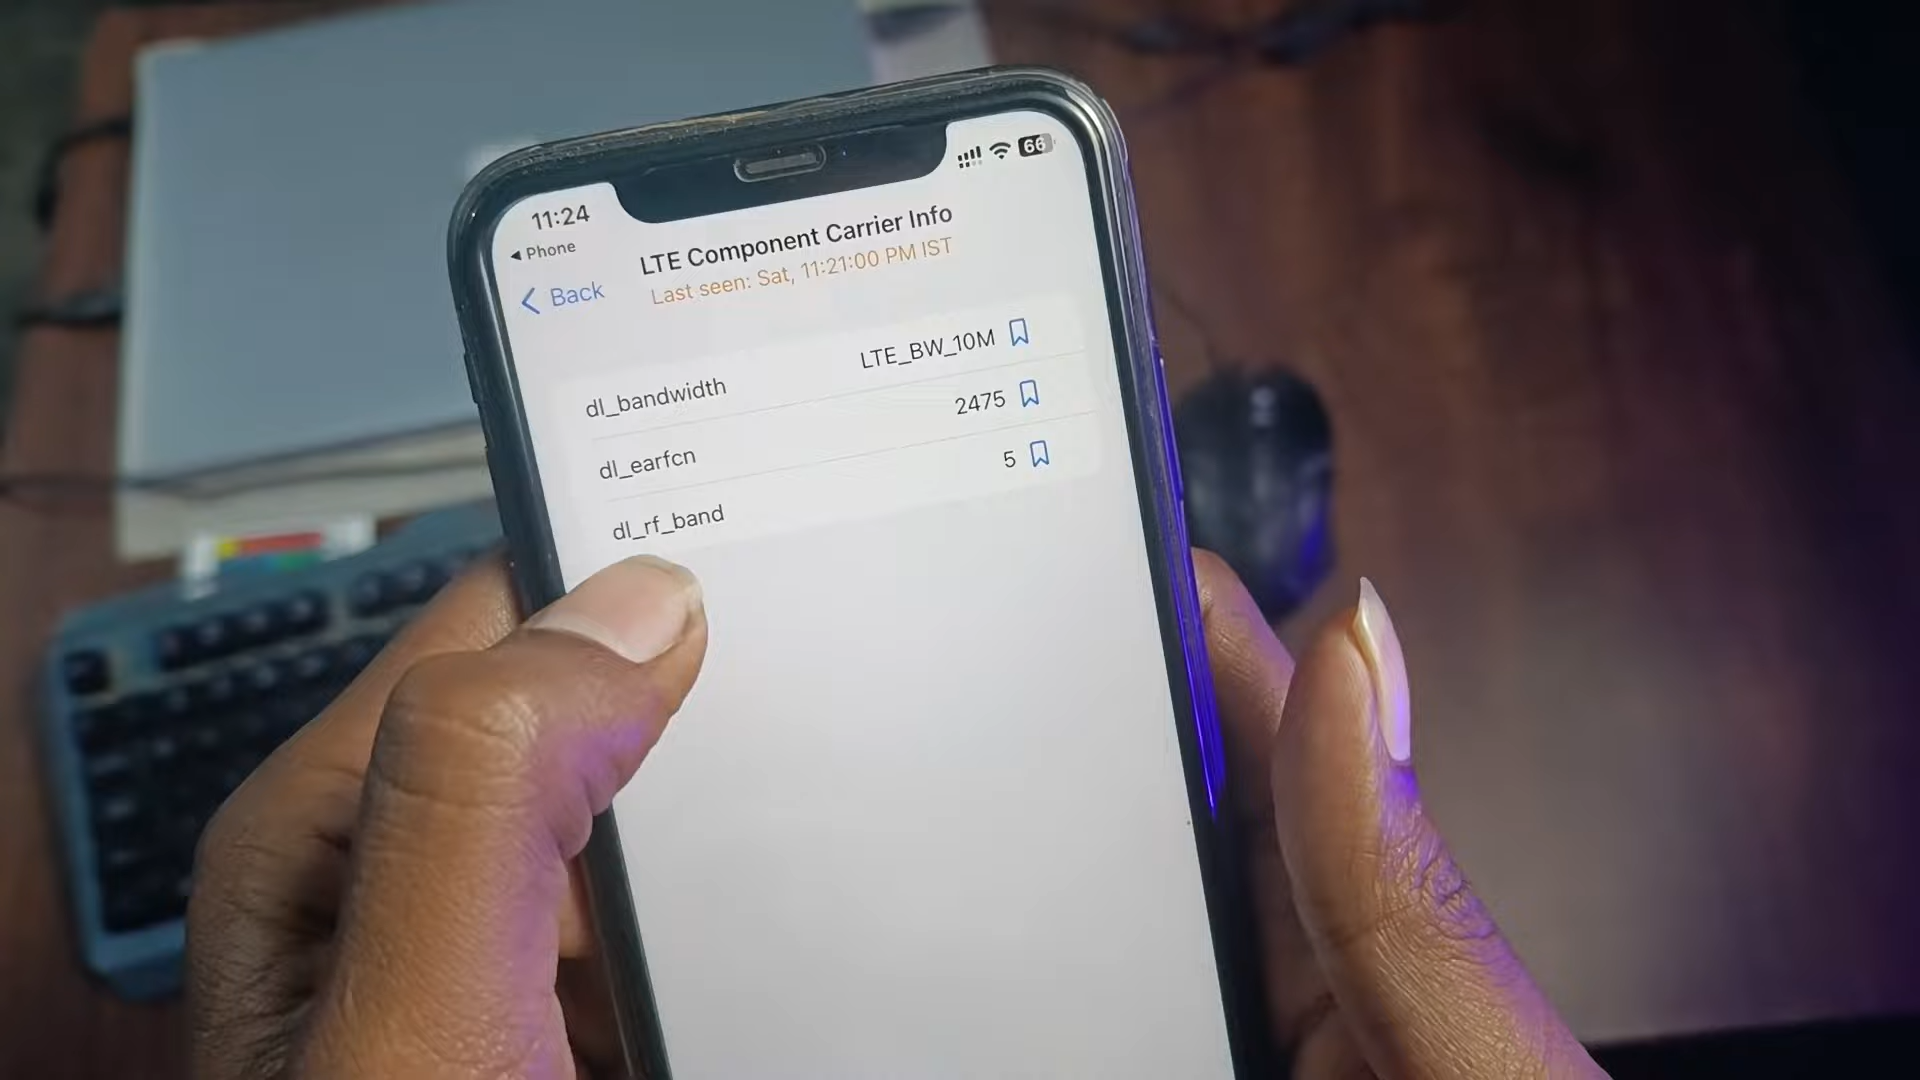 11:24
66
◀ Phone
LTE Component Carrier Info
Last seen: Sat, 11:21:00 PM IST
Back
dl_bandwidth LTE_BW_10M
dl_earfcn 2475
dl_rf_band 5